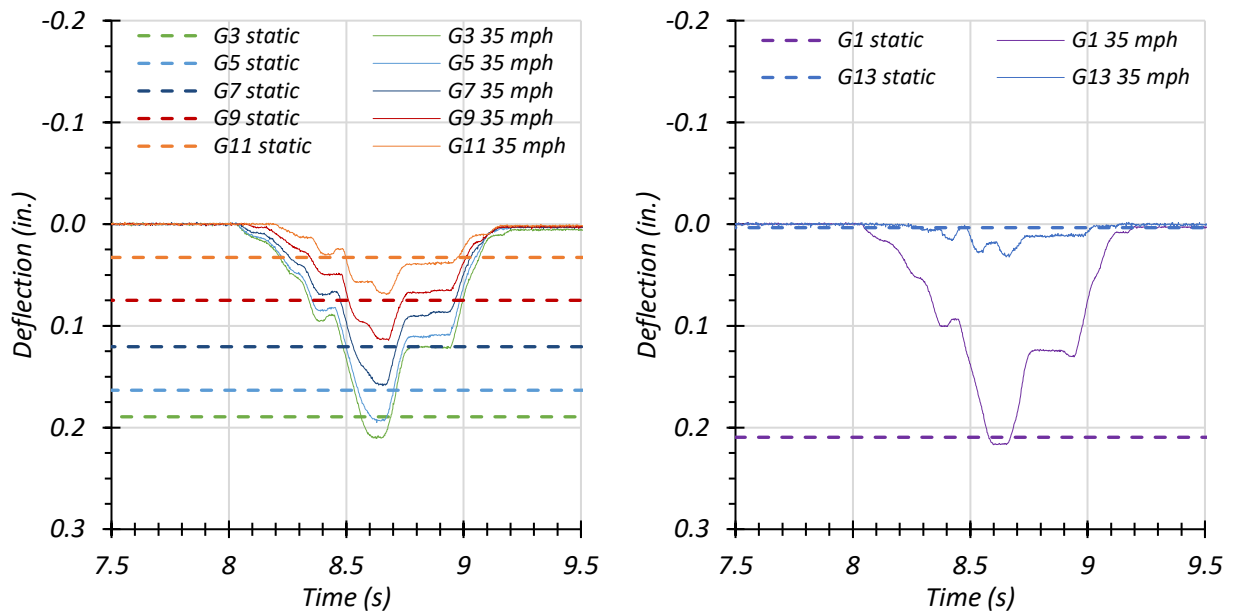 -0.2
-0.1
0.0
0.1
0.2
0.3
Deflection (in.)
7.5 8 8.5 9 9.5
Time (s)
G3 static G3 35 mph
G5 static G5 35 mph
G7 static G7 35 mph
G9 static G9 35 mph
G11 static G11 35 mph
-0.2
-0.1
0.0
0.1
0.2
0.3
Deflection (in.)
7.5 8 8.5 9 9.5
Time (s)
G1 static G1 35 mph
G13 static G13 35 mph